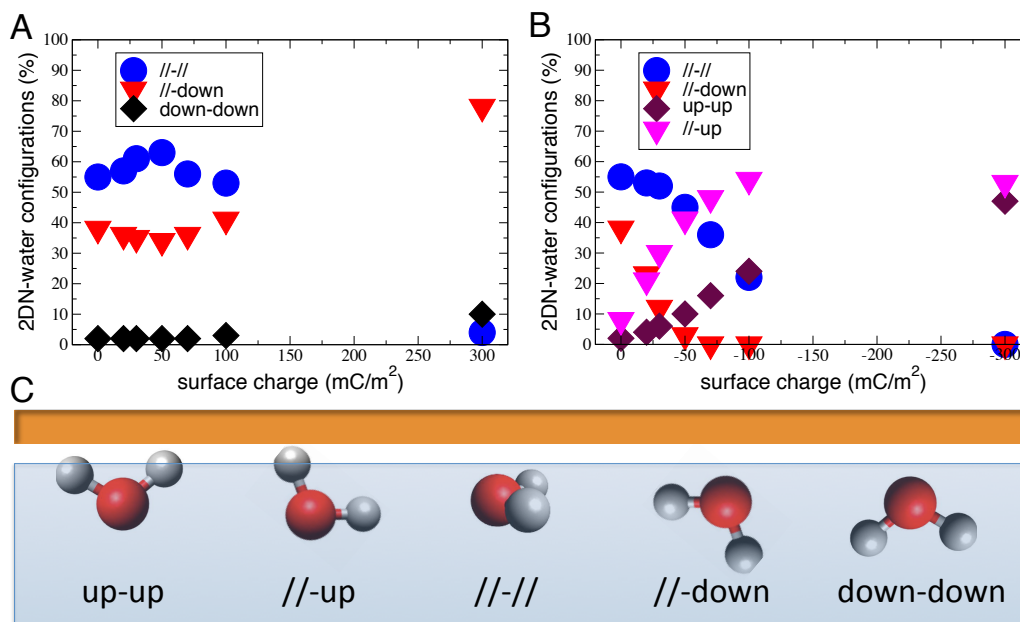 A
2DN-water configurations (%)
100
90
80
70
60
50
40
30
20
10
0
//-//
//-down
down-down
0
50
100
150
200
250
300
surface charge (mC/m²)
B
2DN-water configurations (%)
100
90
80
70
60
50
40
30
20
10
0
//-//
//-down
up-up
//-up
0
-50
-100
-150
-200
-250
-300
surface charge (mC/m²)
C
up-up
//-up
//-//
//-down
down-down